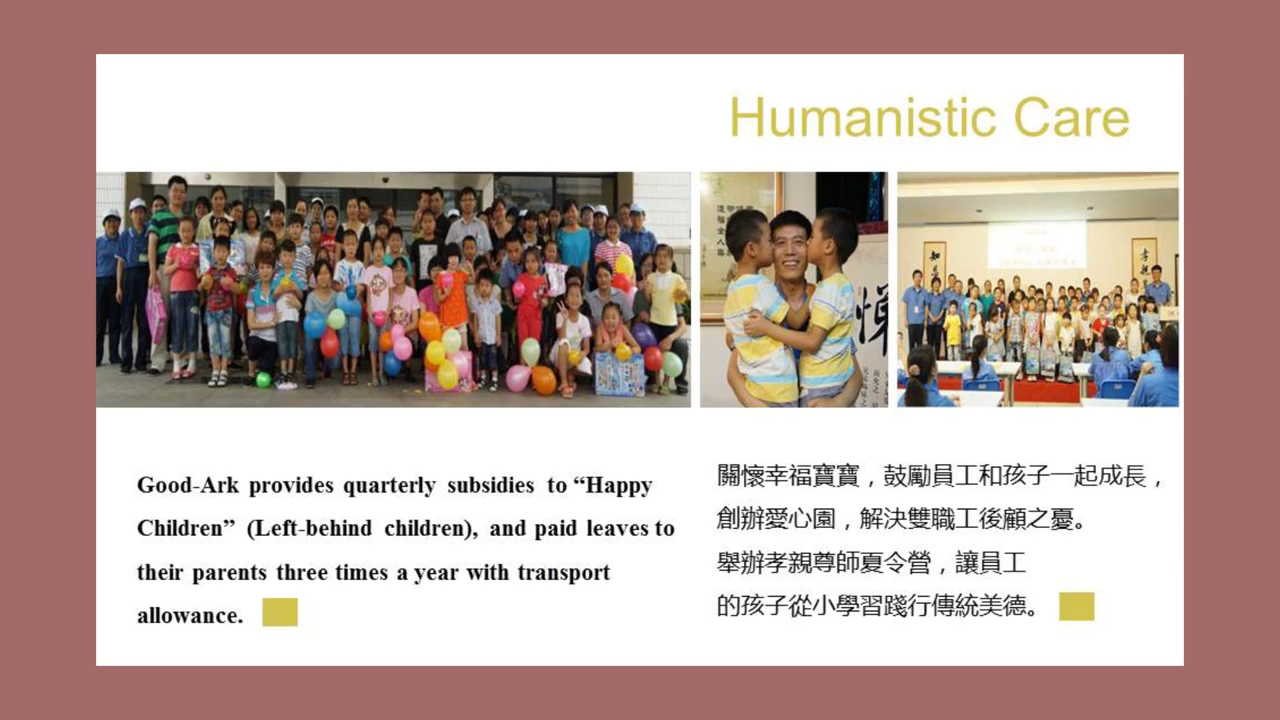 Humanistic Care
知
孝親
Good-Ark provides quarterly subsidies to “Happy
Children” (Left-behind children), and paid leaves to
their parents three times a year with transport
allowance.
關懷幸福寶寶，鼓勵員工和孩子一起成長，
創辦愛心園，解決雙職工後顧之憂。
舉辦孝親尊師夏令營，讓員工
的孩子從小學習踐行傳統美德。